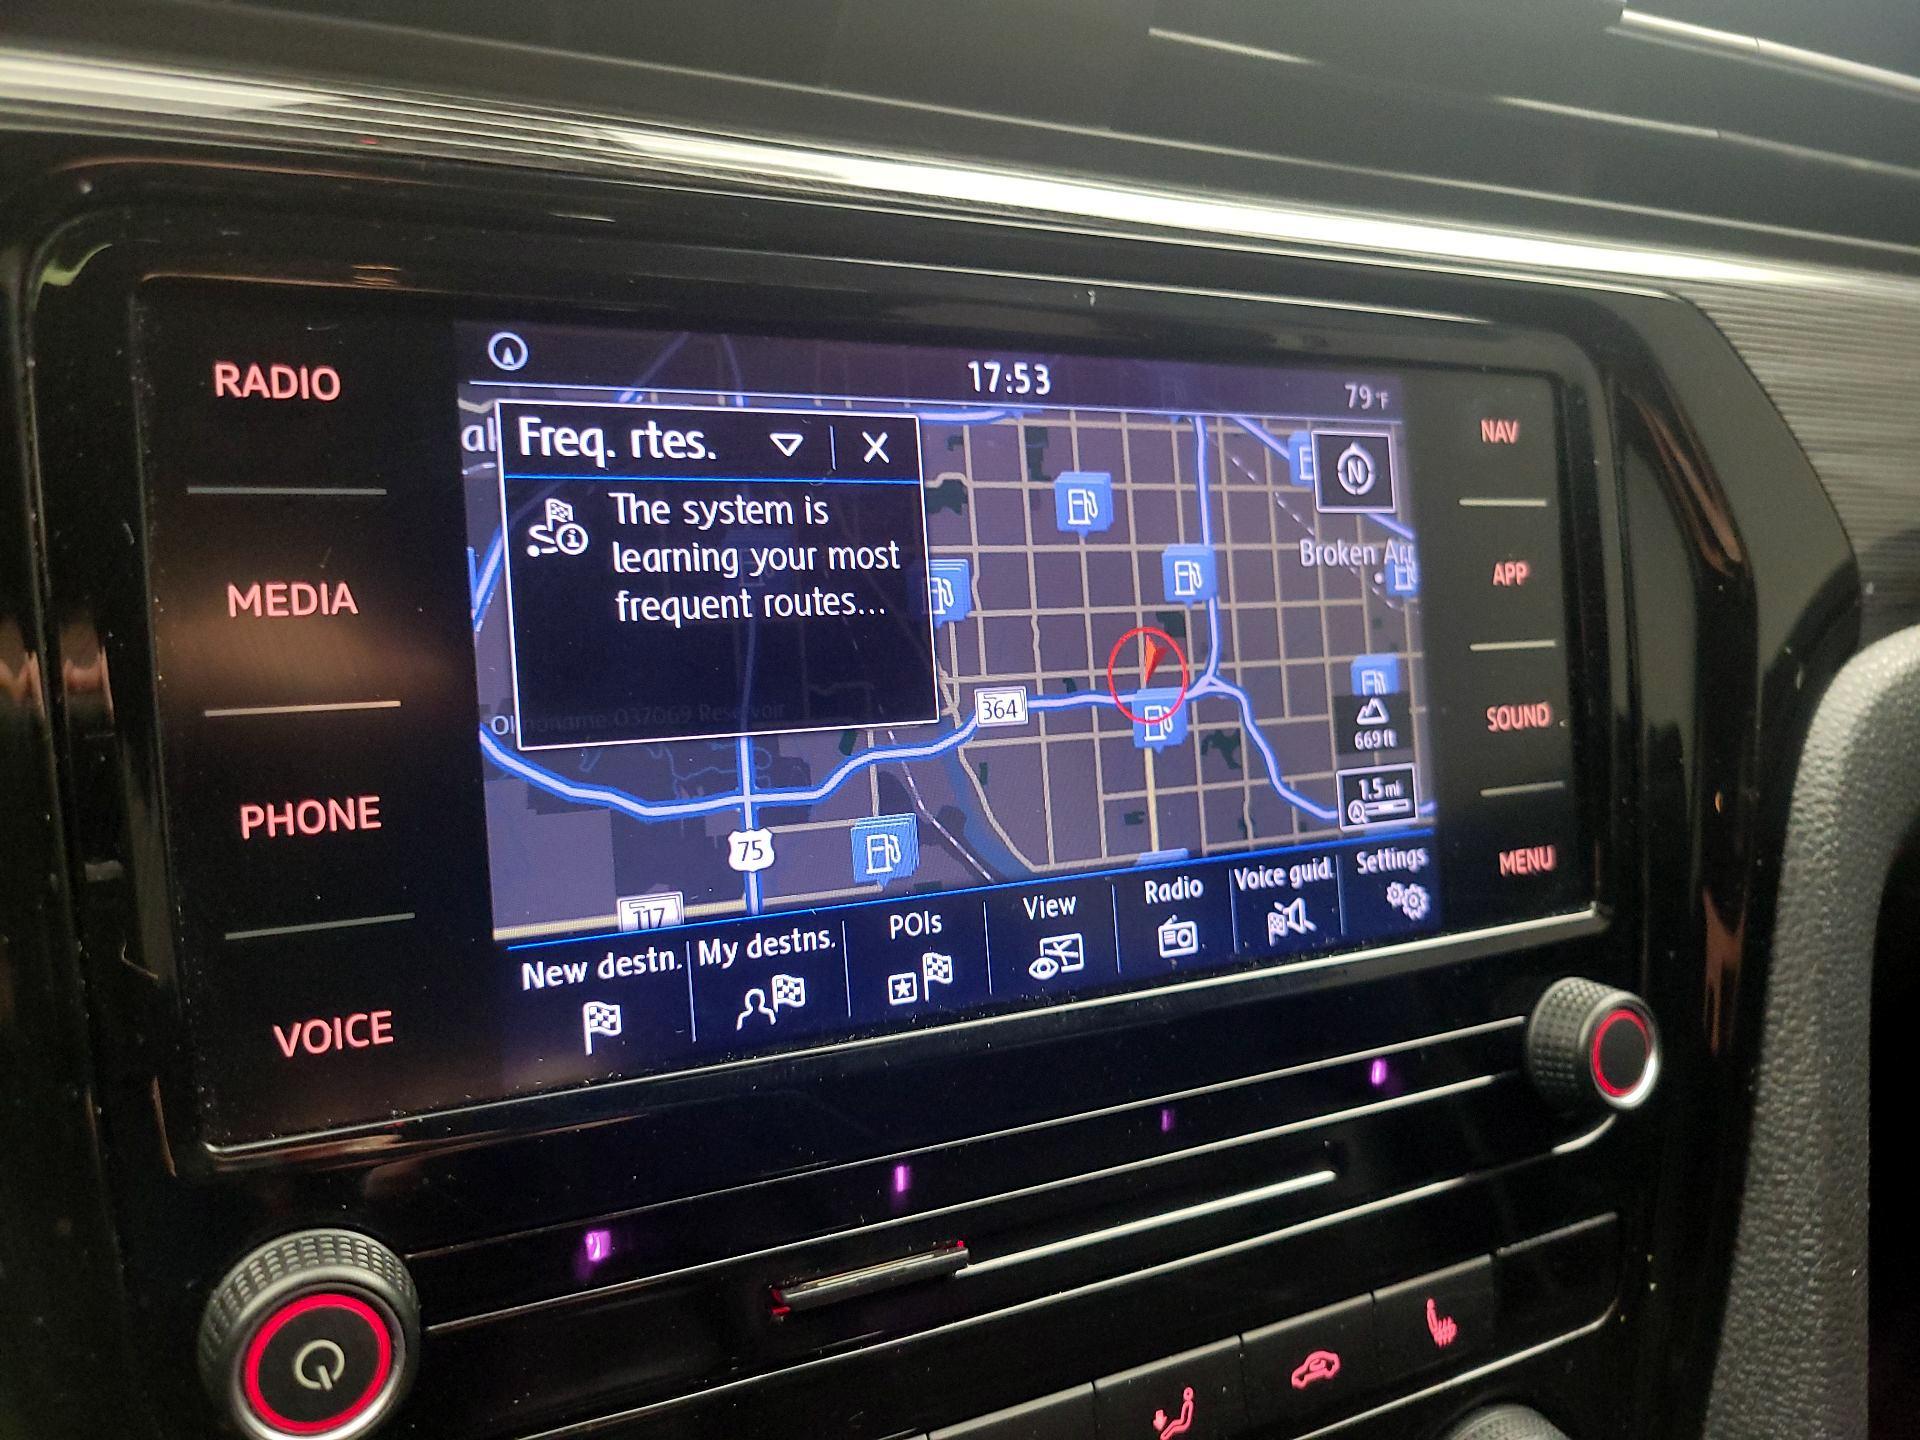 17:53
79°F
RADIO
MEDIA
PHONE
VOICE
Freq. rtes.
X
The system is
learning your most
frequent routes...
N
Broken
364
75
117
669 ft
1.5 mi
New destn.
My destns.
POIs
View
Radio
Voice guid.
Settings
NAV
APP
SOUND
MENU